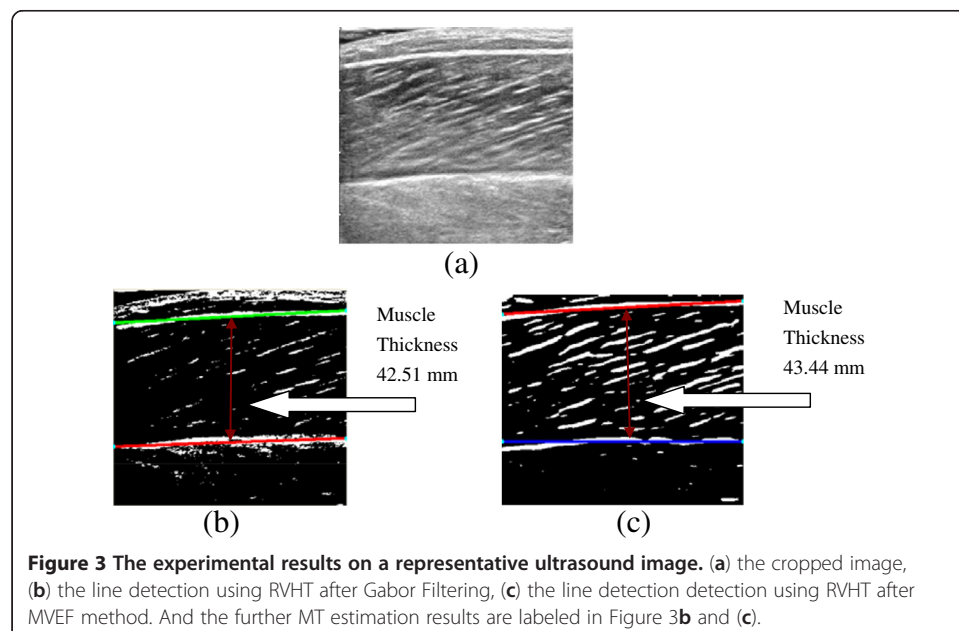 (a)
Muscle
Thickness
42.51 mm
Muscle
Thickness
43.44 mm
(b)
(c)
Figure 3 The experimental results on a representative ultrasound image. (a) the cropped image,
(b) the line detection using RVHT after Gabor Filtering, (c) the line detection detection using RVHT after
MVEF method. And the further MT estimation results are labeled in Figure 3b and (c).